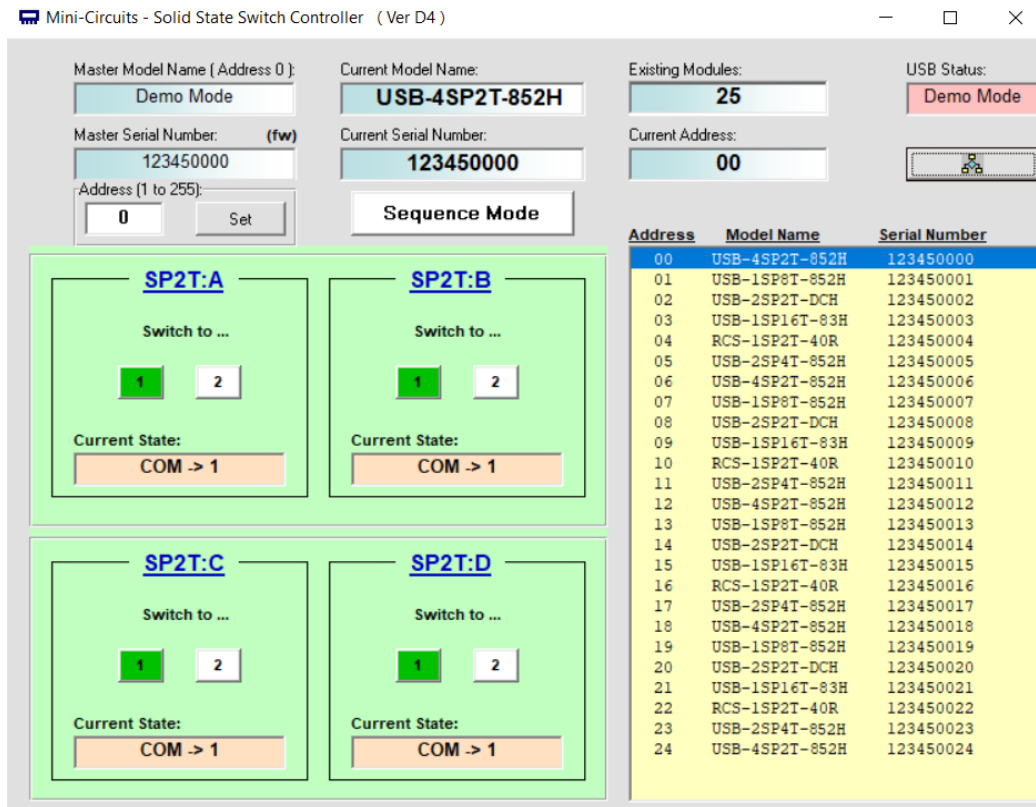 Mini-Circuits - Solid State Switch Controller ( Ver D4 )
Master Model Name ( Address 0 ): Current Model Name: Existing Modules: USB Status:
Demo Mode USB-4SP2T-852H 25 Demo Mode
Master Serial Number: (fw) Current Serial Number: Current Address:
123450000 123450000 00
Address (1 to 255):
0 Set Sequence Mode
SP2T:A SP2T:B
Switch to ... Switch to ...
1 2 1 2
Current State: Current State:
COM -> 1 COM -> 1
SP2T:C SP2T:D
Switch to ... Switch to ...
1 2 1 2
Current State: Current State:
COM -> 1 COM -> 1
Address Model Name Serial Number
00 USB-4SP2T-852H 123450000
01 USB-1SP8T-852H 123450001
02 USB-2SP2T-DCH 123450002
03 USB-1SP16T-83H 123450003
04 RCS-1SP2T-40R 123450004
05 USB-2SP4T-852H 123450005
06 USB-4SP2T-852H 123450006
07 USB-1SP8T-852H 123450007
08 USB-2SP2T-DCH 123450008
09 USB-1SP16T-83H 123450009
10 RCS-1SP2T-40R 123450010
11 USB-2SP4T-852H 123450011
12 USB-4SP2T-852H 123450012
13 USB-1SP8T-852H 123450013
14 USB-2SP2T-DCH 123450014
15 USB-1SP16T-83H 123450015
16 RCS-1SP2T-40R 123450016
17 USB-2SP4T-852H 123450017
18 USB-4SP2T-852H 123450018
19 USB-1SP8T-852H 123450019
20 USB-2SP2T-DCH 123450020
21 USB-1SP16T-83H 123450021
22 RCS-1SP2T-40R 123450022
23 USB-2SP4T-852H 123450023
24 USB-4SP2T-852H 123450024